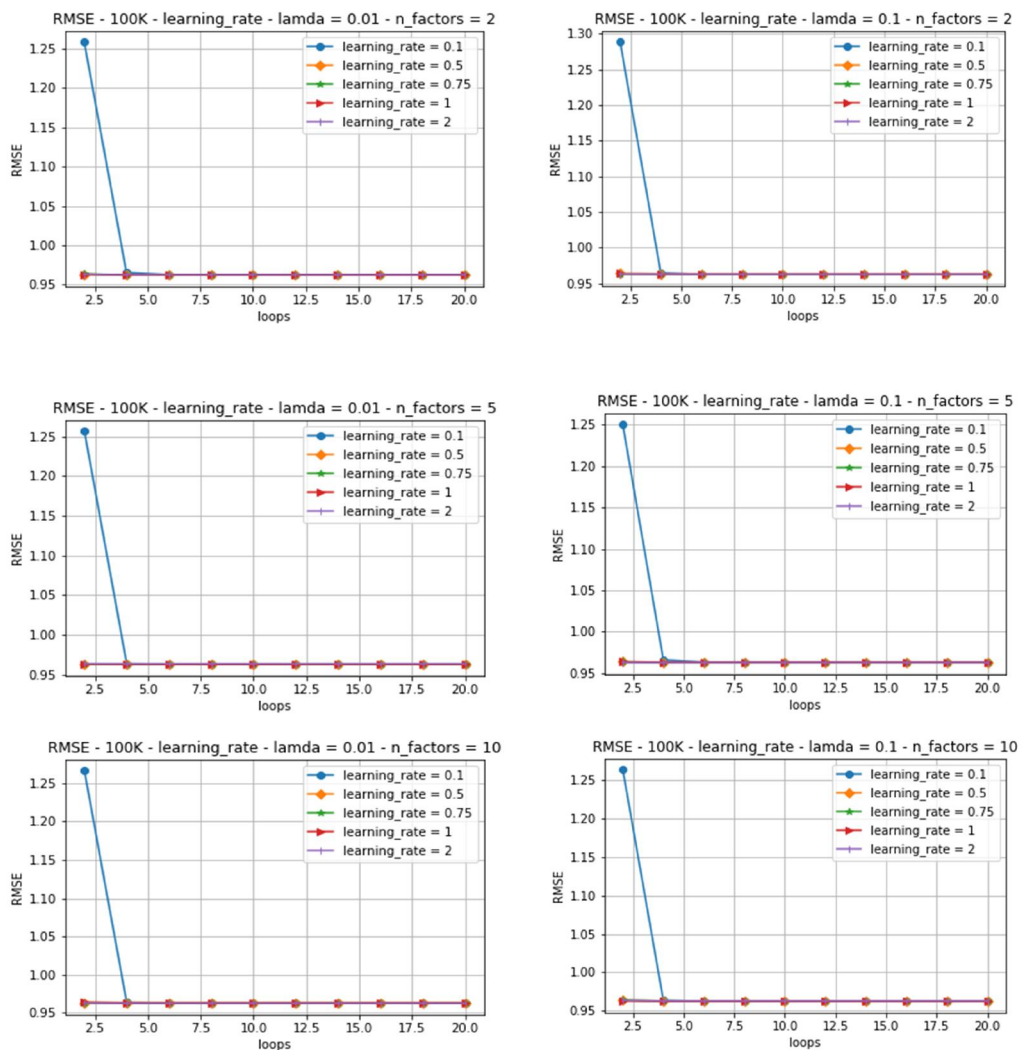 RMSE - 100K - learning_rate - lamda = 0.01 - n_factors = 2
1.25
1.20
1.15
1.10
1.05
1.00
0.95
RMSE
learning_rate = 0.1
learning_rate = 0.5
learning_rate = 0.75
learning_rate = 1
learning_rate = 2
2.5 5.0 7.5 10.0 12.5 15.0 17.5 20.0
loops
RMSE - 100K - learning_rate - lamda = 0.1 - n_factors = 2
1.30
1.25
1.20
1.15
1.10
1.05
1.00
0.95
RMSE
learning_rate = 0.1
learning_rate = 0.5
learning_rate = 0.75
learning_rate = 1
learning_rate = 2
2.5 5.0 7.5 10.0 12.5 15.0 17.5 20.0
loops
RMSE - 100K - learning_rate - lamda = 0.01 - n_factors = 5
1.25
1.20
1.15
1.10
1.05
1.00
0.95
RMSE
learning_rate = 0.1
learning_rate = 0.5
learning_rate = 0.75
learning_rate = 1
learning_rate = 2
2.5 5.0 7.5 10.0 12.5 15.0 17.5 20.0
loops
RMSE - 100K - learning_rate - lamda = 0.1 - n_factors = 5
1.25
1.20
1.15
1.10
1.05
1.00
0.95
RMSE
learning_rate = 0.1
learning_rate = 0.5
learning_rate = 0.75
learning_rate = 1
learning_rate = 2
2.5 5.0 7.5 10.0 12.5 15.0 17.5 20.0
loops
RMSE - 100K - learning_rate - lamda = 0.01 - n_factors = 10
1.25
1.20
1.15
1.10
1.05
1.00
0.95
RMSE
learning_rate = 0.1
learning_rate = 0.5
learning_rate = 0.75
learning_rate = 1
learning_rate = 2
2.5 5.0 7.5 10.0 12.5 15.0 17.5 20.0
loops
RMSE - 100K - learning_rate - lamda = 0.1 - n_factors = 10
1.25
1.20
1.15
1.10
1.05
1.00
0.95
RMSE
learning_rate = 0.1
learning_rate = 0.5
learning_rate = 0.75
learning_rate = 1
learning_rate = 2
2.5 5.0 7.5 10.0 12.5 15.0 17.5 20.0
loops